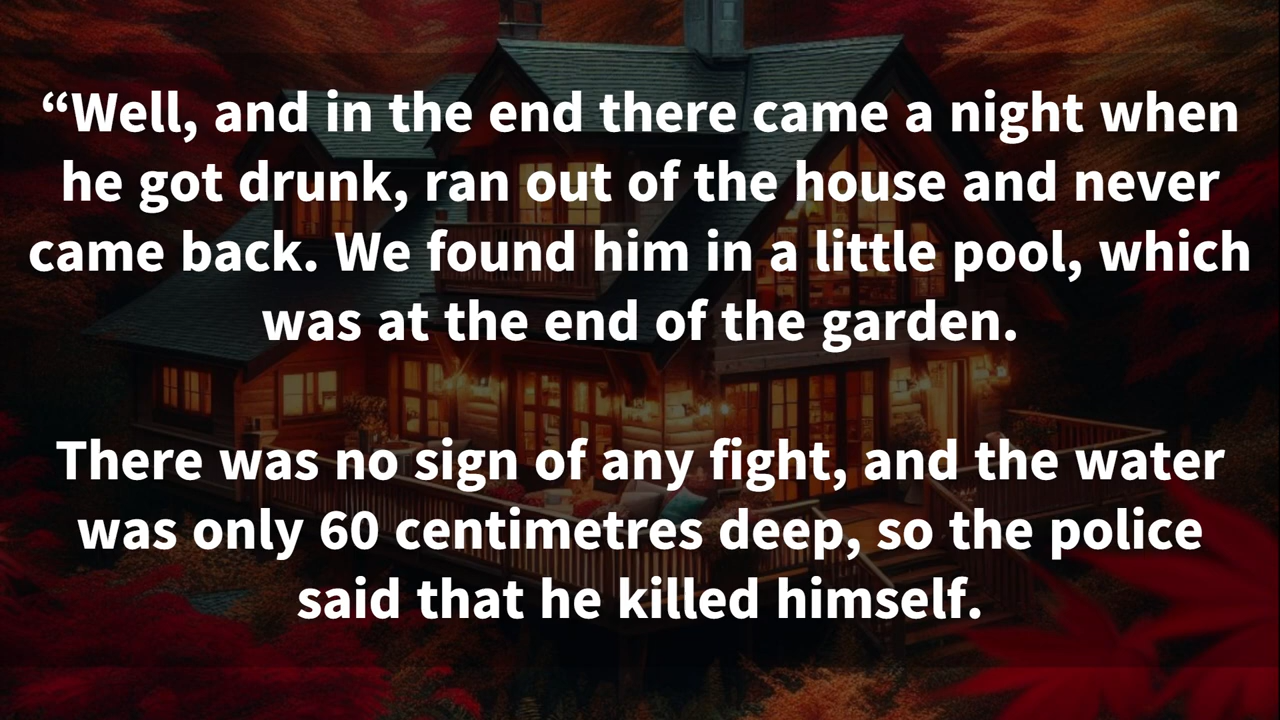 “Well, and in the end there came a night when
he got drunk, ran out of the house and never
came back. We found him in a little pool, which
was at the end of the garden.
There was no sign of any fight, and the water
was only 60 centimetres deep, so the police
said that he killed himself.